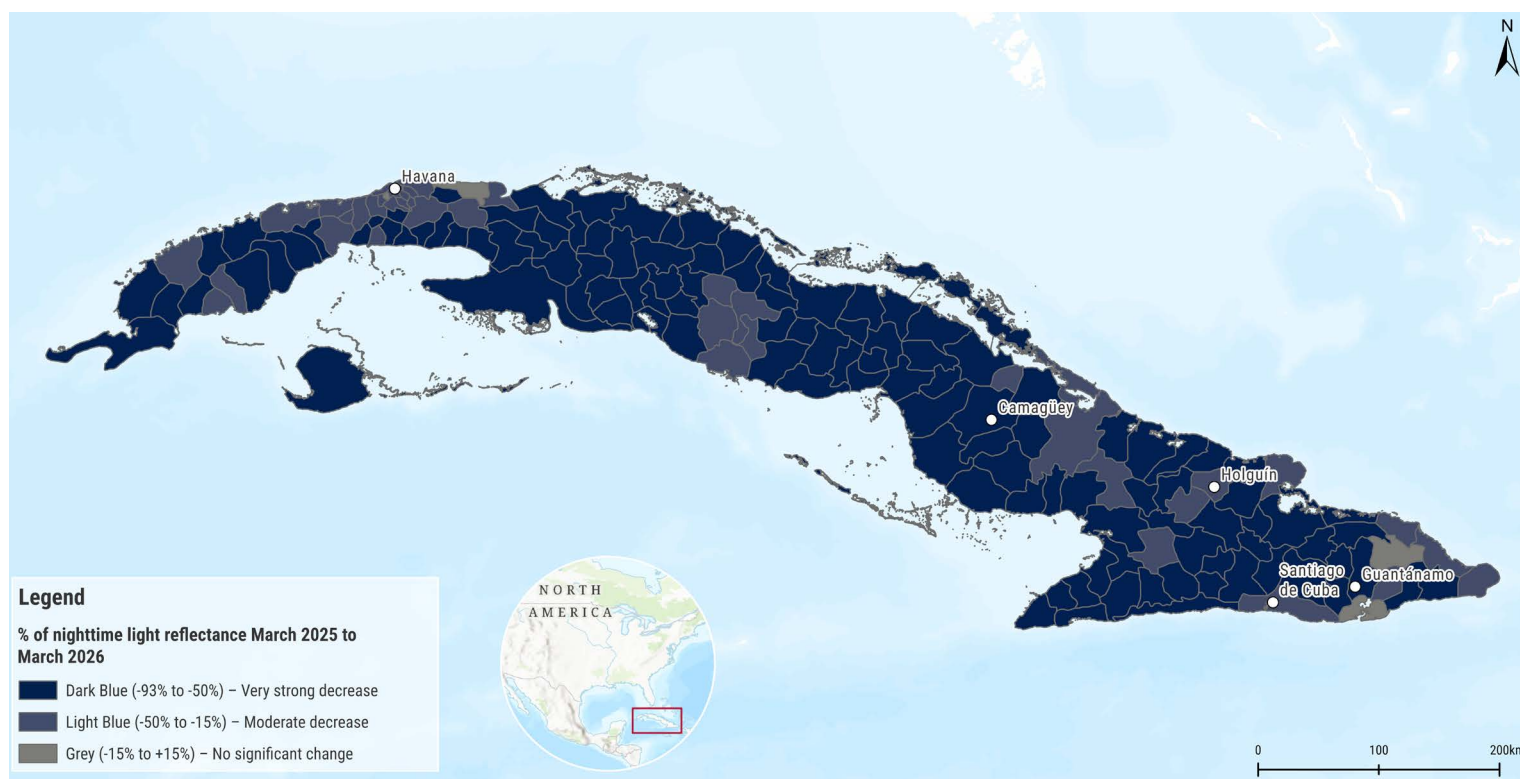 N
Havana
Camagüey
Holguín
Santiago
de Cuba
Guantánamo
Legend
% of nighttime light reflectance March 2025 to
March 2026
Dark Blue (-93% to -50%) – Very strong decrease
Light Blue (-50% to -15%) – Moderate decrease
Grey (-15% to +15%) – No significant change
NORTH
AMERICA
0 100 200km